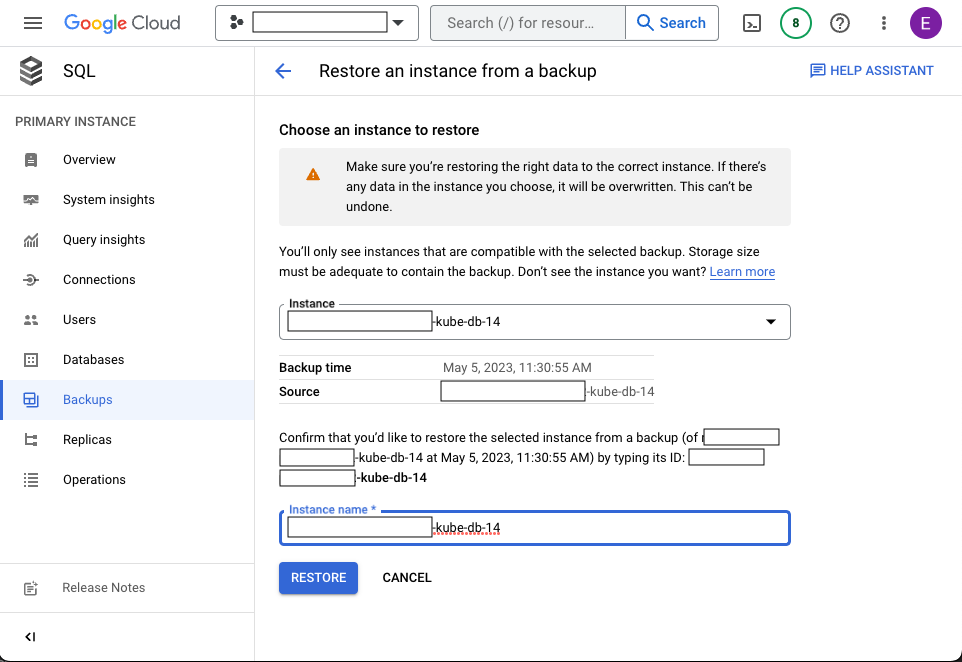 Google Cloud
Search (/) for resour...
Search
8
E
SQL
Restore an instance from a backup
HELP ASSISTANT
PRIMARY INSTANCE
Overview
System insights
Query insights
Connections
Users
Databases
Backups
Replicas
Operations
Release Notes
Choose an instance to restore
Make sure you’re restoring the right data to the correct instance. If there’s
any data in the instance you choose, it will be overwritten. This can’t be
undone.
You’ll only see instances that are compatible with the selected backup. Storage size
must be adequate to contain the backup. Don’t see the instance you want? Learn more
Instance
-kube-db-14
Backup time May 5, 2023, 11:30:55 AM
Source -kube-db-14
Confirm that you’d like to restore the selected instance from a backup (of
-kube-db-14 at May 5, 2023, 11:30:55 AM) by typing its ID:
-kube-db-14
Instance name *
-kube-db-14
RESTORE
CANCEL